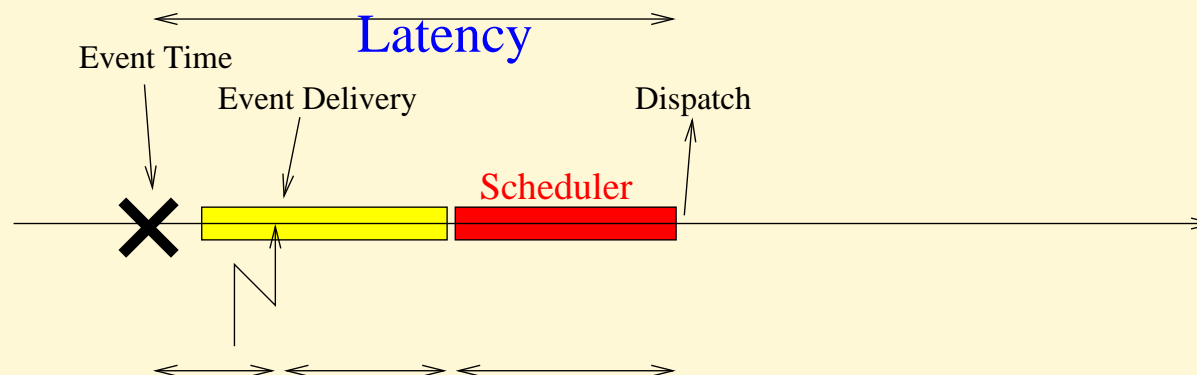 Latency
Event Time
Event Delivery
Dispatch
Scheduler